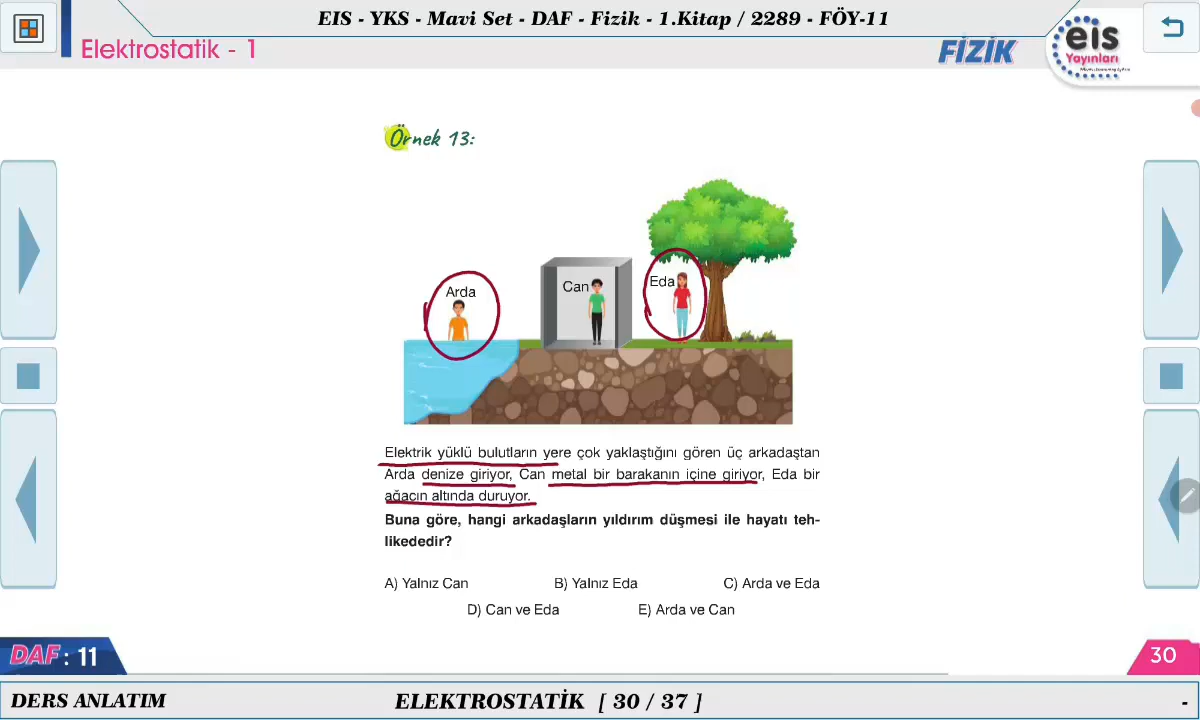 EIS - YKS - Mavi Set - DAF - Fizik - 1.Kitap / 2289 - FÖY-11
Elektrostatik - 1
FİZİK
eis
Yayınları
Örnek 13:
Arda
Can
Eda
Elektrik yüklü bulutların yere çok yaklaştığını gören üç arkadaştan
Arda denize giriyor, Can metal bir barakanın içine giriyor, Eda bir
ağacın altında duruyor.
Buna göre, hangi arkadaşların yıldırım düşmesi ile hayatı teh-
likededir?
A) Yalnız Can B) Yalnız Eda C) Arda ve Eda
D) Can ve Eda E) Arda ve Can
DAF : 11
30
DERS ANLATIM ELEKTROSTATİK [ 30 / 37 ] -